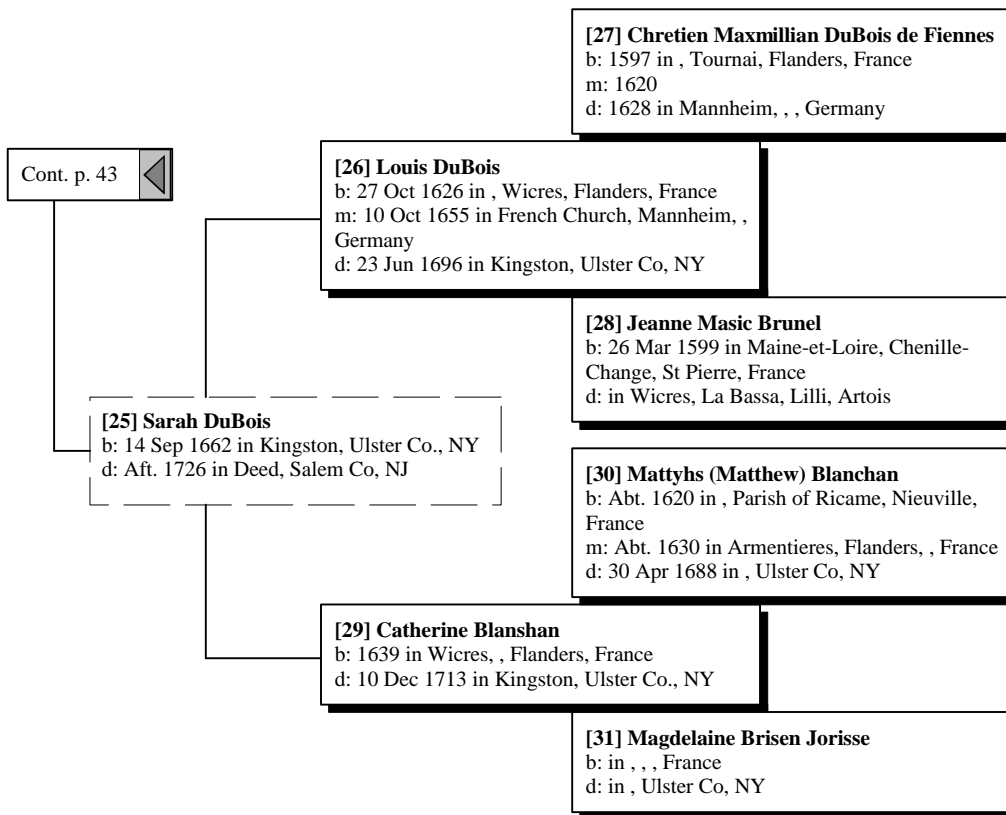 [27] Chretien Maxmillian DuBois de Fiennes
b: 1597 in , Tournai, Flanders, France
m: 1620
d: 1628 in Mannheim, , , Germany
Cont. p. 43
[26] Louis DuBois
b: 27 Oct 1626 in , Wicres, Flanders, France
m: 10 Oct 1655 in French Church, Mannheim, ,
Germany
d: 23 Jun 1696 in Kingston, Ulster Co, NY
[28] Jeanne Masic Brunel
b: 26 Mar 1599 in Maine-et-Loire, Chenille-
Change, St Pierre, France
d: in Wicres, La Bassa, Lilli, Artois
[25] Sarah DuBois
b: 14 Sep 1662 in Kingston, Ulster Co., NY
d: Aft. 1726 in Deed, Salem Co, NJ
[30] Mattyhs (Matthew) Blanchan
b: Abt. 1620 in , Parish of Ricame, Nieuville,
France
m: Abt. 1630 in Armentieres, Flanders, , France
d: 30 Apr 1688 in , Ulster Co, NY
[29] Catherine Blanshan
b: 1639 in Wicres, , Flanders, France
d: 10 Dec 1713 in Kingston, Ulster Co., NY
[31] Magdelaine Brisen Jorisse
b: in , , , France
d: in , Ulster Co, NY